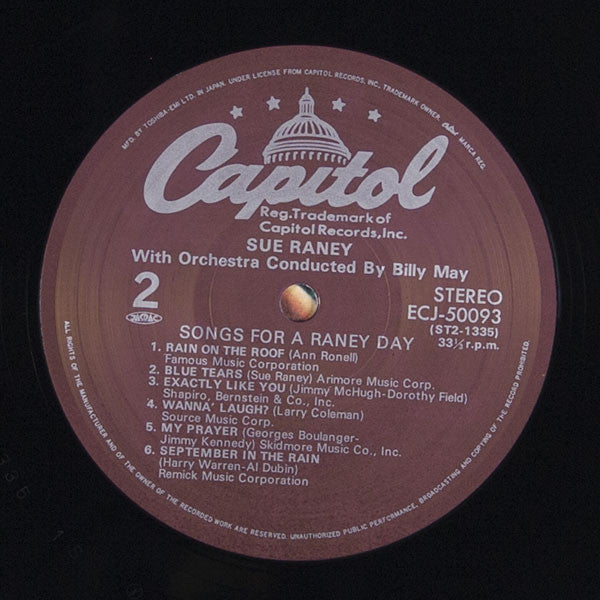 MFD. BY TOSHIBA-EMI LTD. IN JAPAN, UNDER LICENSE FROM CAPITOL RECORDS, INC., TRADEMARK OWNER. MARCA REG.
Capitol
Reg.Trademark of
Capitol Records,Inc.
SUE RANEY
With Orchestra Conducted By Billy May
2
STEREO
ECJ-50093
(ST2-1335)
33⅓ r.p.m.
SONGS FOR A RANEY DAY
1. RAIN ON THE ROOF (Ann Ronell)
Famous Music Corporation
2. BLUE TEARS (Sue Raney) Arimore Music Corp.
3. EXACTLY LIKE YOU (Jimmy McHugh-Dorothy Field)
Shapiro, Bernstein & Co., Inc.
4. WANNA' LAUGH? (Larry Coleman)
Source Music Corp.
5. MY PRAYER (Georges Boulanger-
Jimmy Kennedy) Skidmore Music Co., Inc.
6. SEPTEMBER IN THE RAIN
(Harry Warren-Al Dubin)
Remick Music Corporation
ALL RIGHTS OF THE MANUFACTURER AND OF THE OWNER OF THE RECORDED WORK ARE RESERVED. UNAUTHORIZED PUBLIC PERFORMANCE, BROADCASTING AND COPYING OF THE RECORD PROHIBITED.